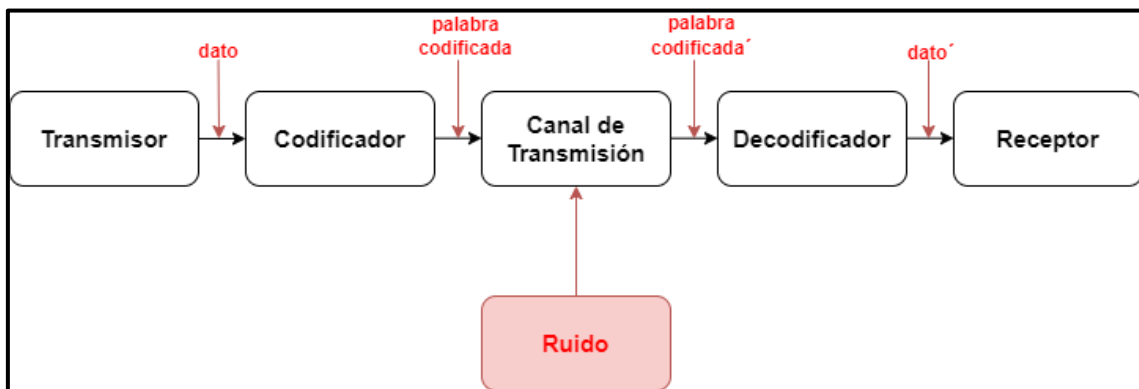 dato
palabra
codificada
palabra
codificada´
dato´
Transmisor
Codificador
Canal de
Transmisión
Decodificador
Receptor
Ruido